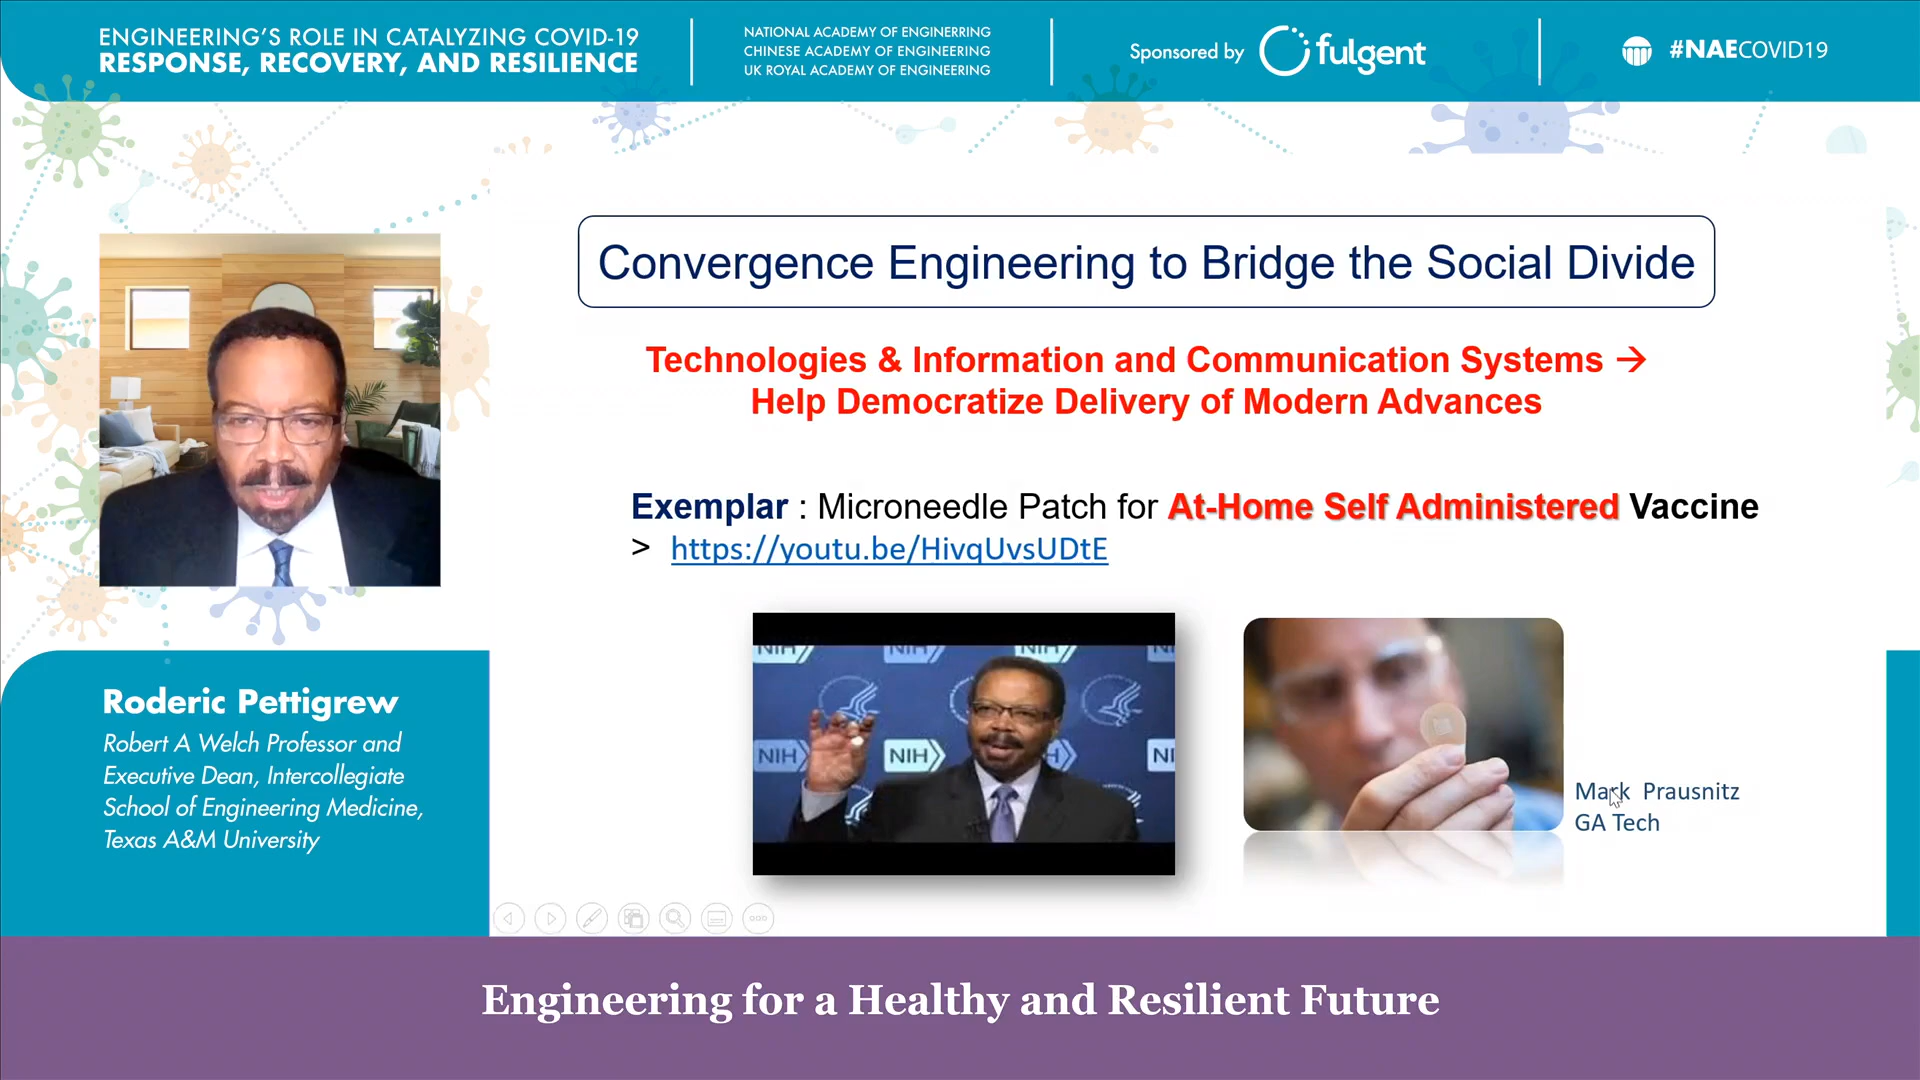 ENGINEERING'S ROLE IN CATALYZING COVID-19
RESPONSE, RECOVERY, AND RESILIENCE
NATIONAL ACADEMY OF ENGINERRING
CHINESE ACADEMY OF ENGINEERING
UK ROYAL ACADEMY OF ENGINEERING
Sponsored by fulgent
#NAECOVID19
Convergence Engineering to Bridge the Social Divide
Technologies & Information and Communication Systems →
Help Democratize Delivery of Modern Advances
Exemplar : Microneedle Patch for At-Home Self Administered Vaccine
> https://youtu.be/HivqUvsUDtE
NIH NIH NIH NI
NIH NIH H NI
Mark Prausnitz
GA Tech
Roderic Pettigrew
Robert A Welch Professor and
Executive Dean, Intercollegiate
School of Engineering Medicine,
Texas A&M University
Engineering for a Healthy and Resilient Future